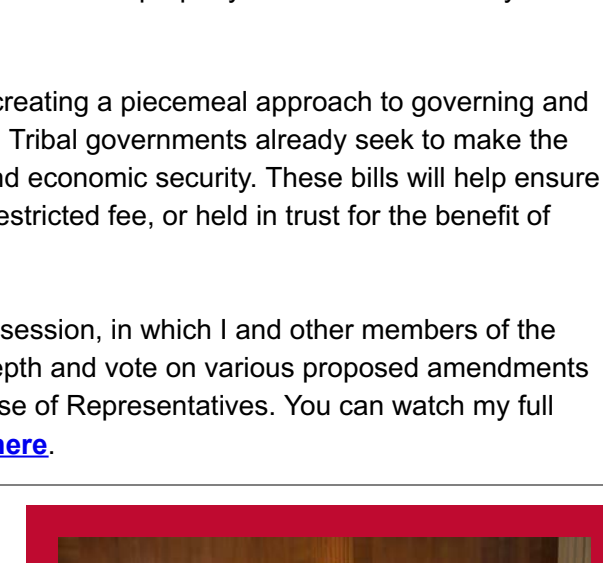 creating a piecemeal approach to governing and
Tribal governments already seek to make the
nd economic security. These bills will help ensure
estricted fee, or held in trust for the benefit of
session, in which I and other members of the
epth and vote on various proposed amendments
se of Representatives. You can watch my full
here.